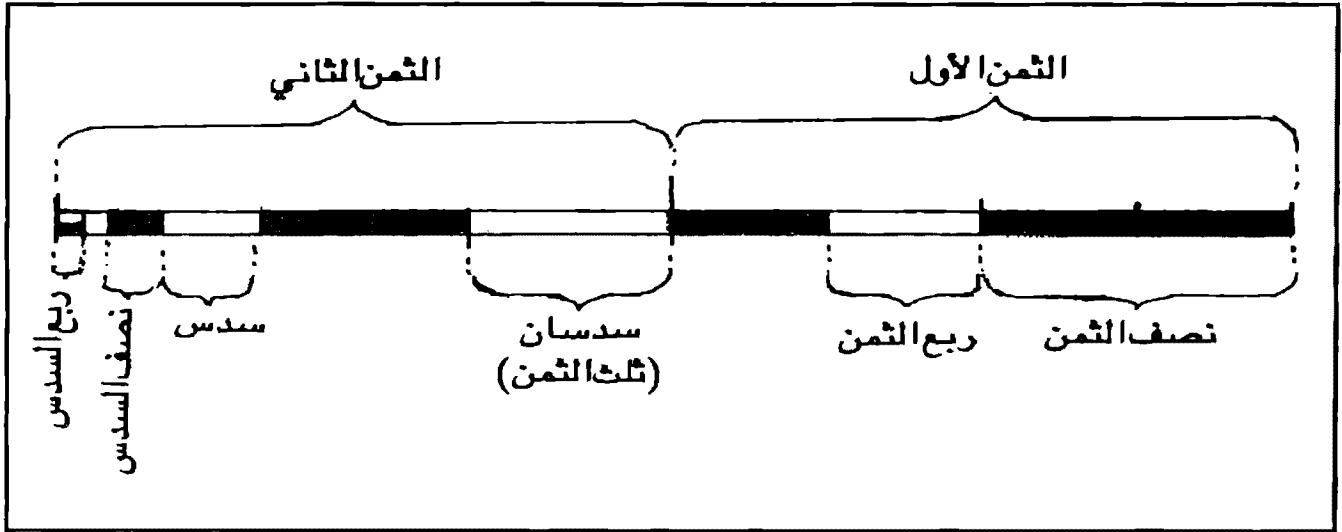 الثمن الأول
الثمن الثاني
نصف الثمن
ربع الثمن
سدسان
(ثلث الثمن)
سدس
نصف السدس
ربع السدس